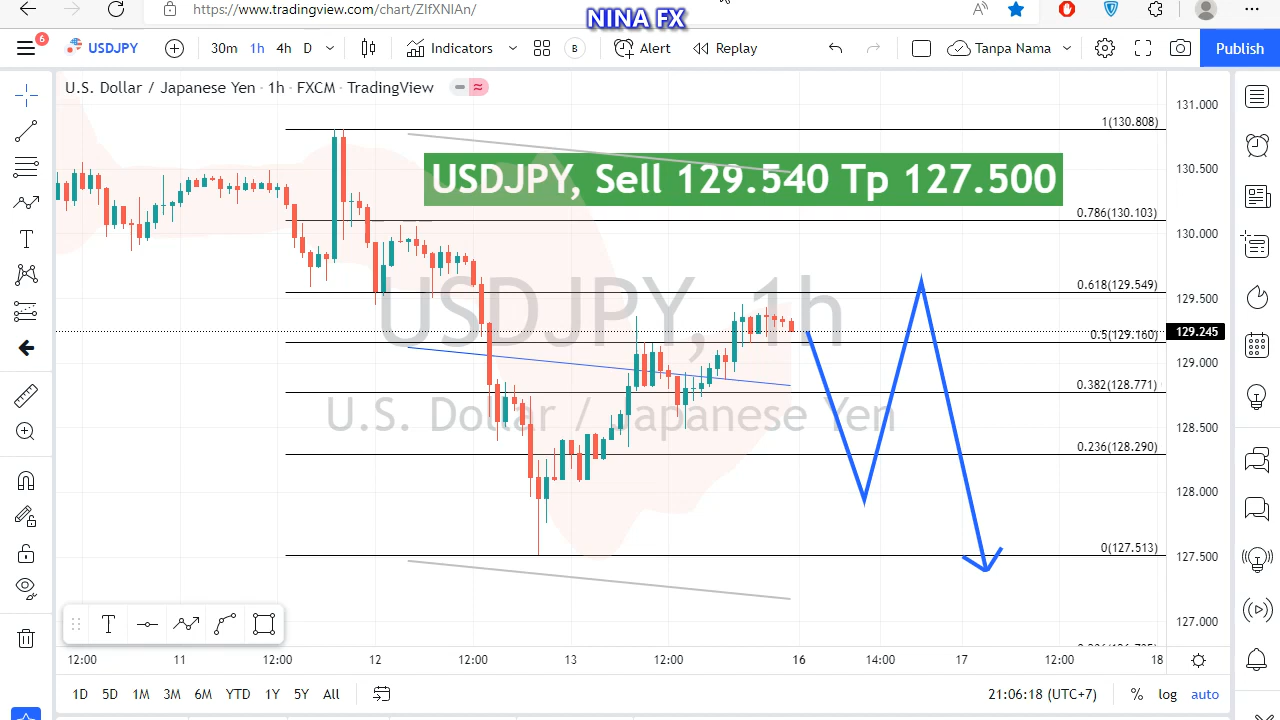 https://www.tradingview.com/chart/ZIfXNIAn/
NINA FX
6
USDJPY
30m 1h 4h D
Indicators
B
Alert
Replay
Tanpa Nama
Publish
U.S. Dollar / Japanese Yen · 1h · FXCM · TradingView
USDJPY, Sell 129.540 Tp 127.500
USDJPY, 1h
U.S. Dollar / Japanese Yen
1(130.808)
0.786(130.103)
0.618(129.549)
0.5(129.160)
0.382(128.771)
0.236(128.290)
0(127.513)
131.000
130.500
130.000
129.500
129.245
129.000
128.500
128.000
127.500
127.000
T
T
12:00 11 12:00 12 12:00 13 12:00 16 14:00 17 12:00 18
1D 5D 1M 3M 6M YTD 1Y 5Y All
21:06:18 (UTC+7)
% log auto